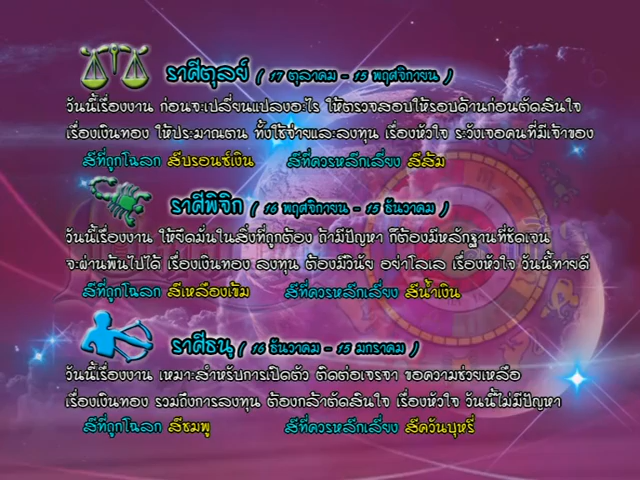 ราศีตุลย์ ( 17 ตุลาคม - 15 พฤศจิกายน )
วันนี้เรื่องงาน ก่อนจะเปลี่ยนแปลงอะไร ให้ตรวจสอบให้รอบด้านก่อนตัดสินใจ
เรื่องเงินทอง ให้ประมาณตน ทั้งใช้จ่ายและลงทุน เรื่องหัวใจ ระวังเจอคนที่มีเจ้าของ
สีที่ถูกโฉลก สีบรอนซ์เงิน สีที่ควรหลีกเลี่ยง สีส้ม
ราศีพิจิก ( 16 พฤศจิกายน - 15 ธันวาคม )
วันนี้เรื่องงาน ให้ยึดมั่นในสิ่งที่ถูกต้อง ถ้ามีปัญหา ก็ต้องมีหลักฐานที่ชัดเจน
จะผ่านพ้นไปได้ เรื่องเงินทอง ลงทุน ต้องมีวินัย อย่าโลเล เรื่องหัวใจ วันนี้ทายดี
สีที่ถูกโฉลก สีเหลืองเข้ม สีที่ควรหลีกเลี่ยง สีน้ำเงิน
ราศีธนู ( 16 ธันวาคม - 15 มกราคม )
วันนี้เรื่องงาน เหมาะสำหรับการเปิดตัว ติดต่อเจรจา ขอความช่วยเหลือ
เรื่องเงินทอง รวมถึงการลงทุน ต้องกล้าตัดสินใจ เรื่องหัวใจ วันนี้ไม่มีปัญหา
สีที่ถูกโฉลก สีชมพู สีที่ควรหลีกเลี่ยง สีควันบุหรี่